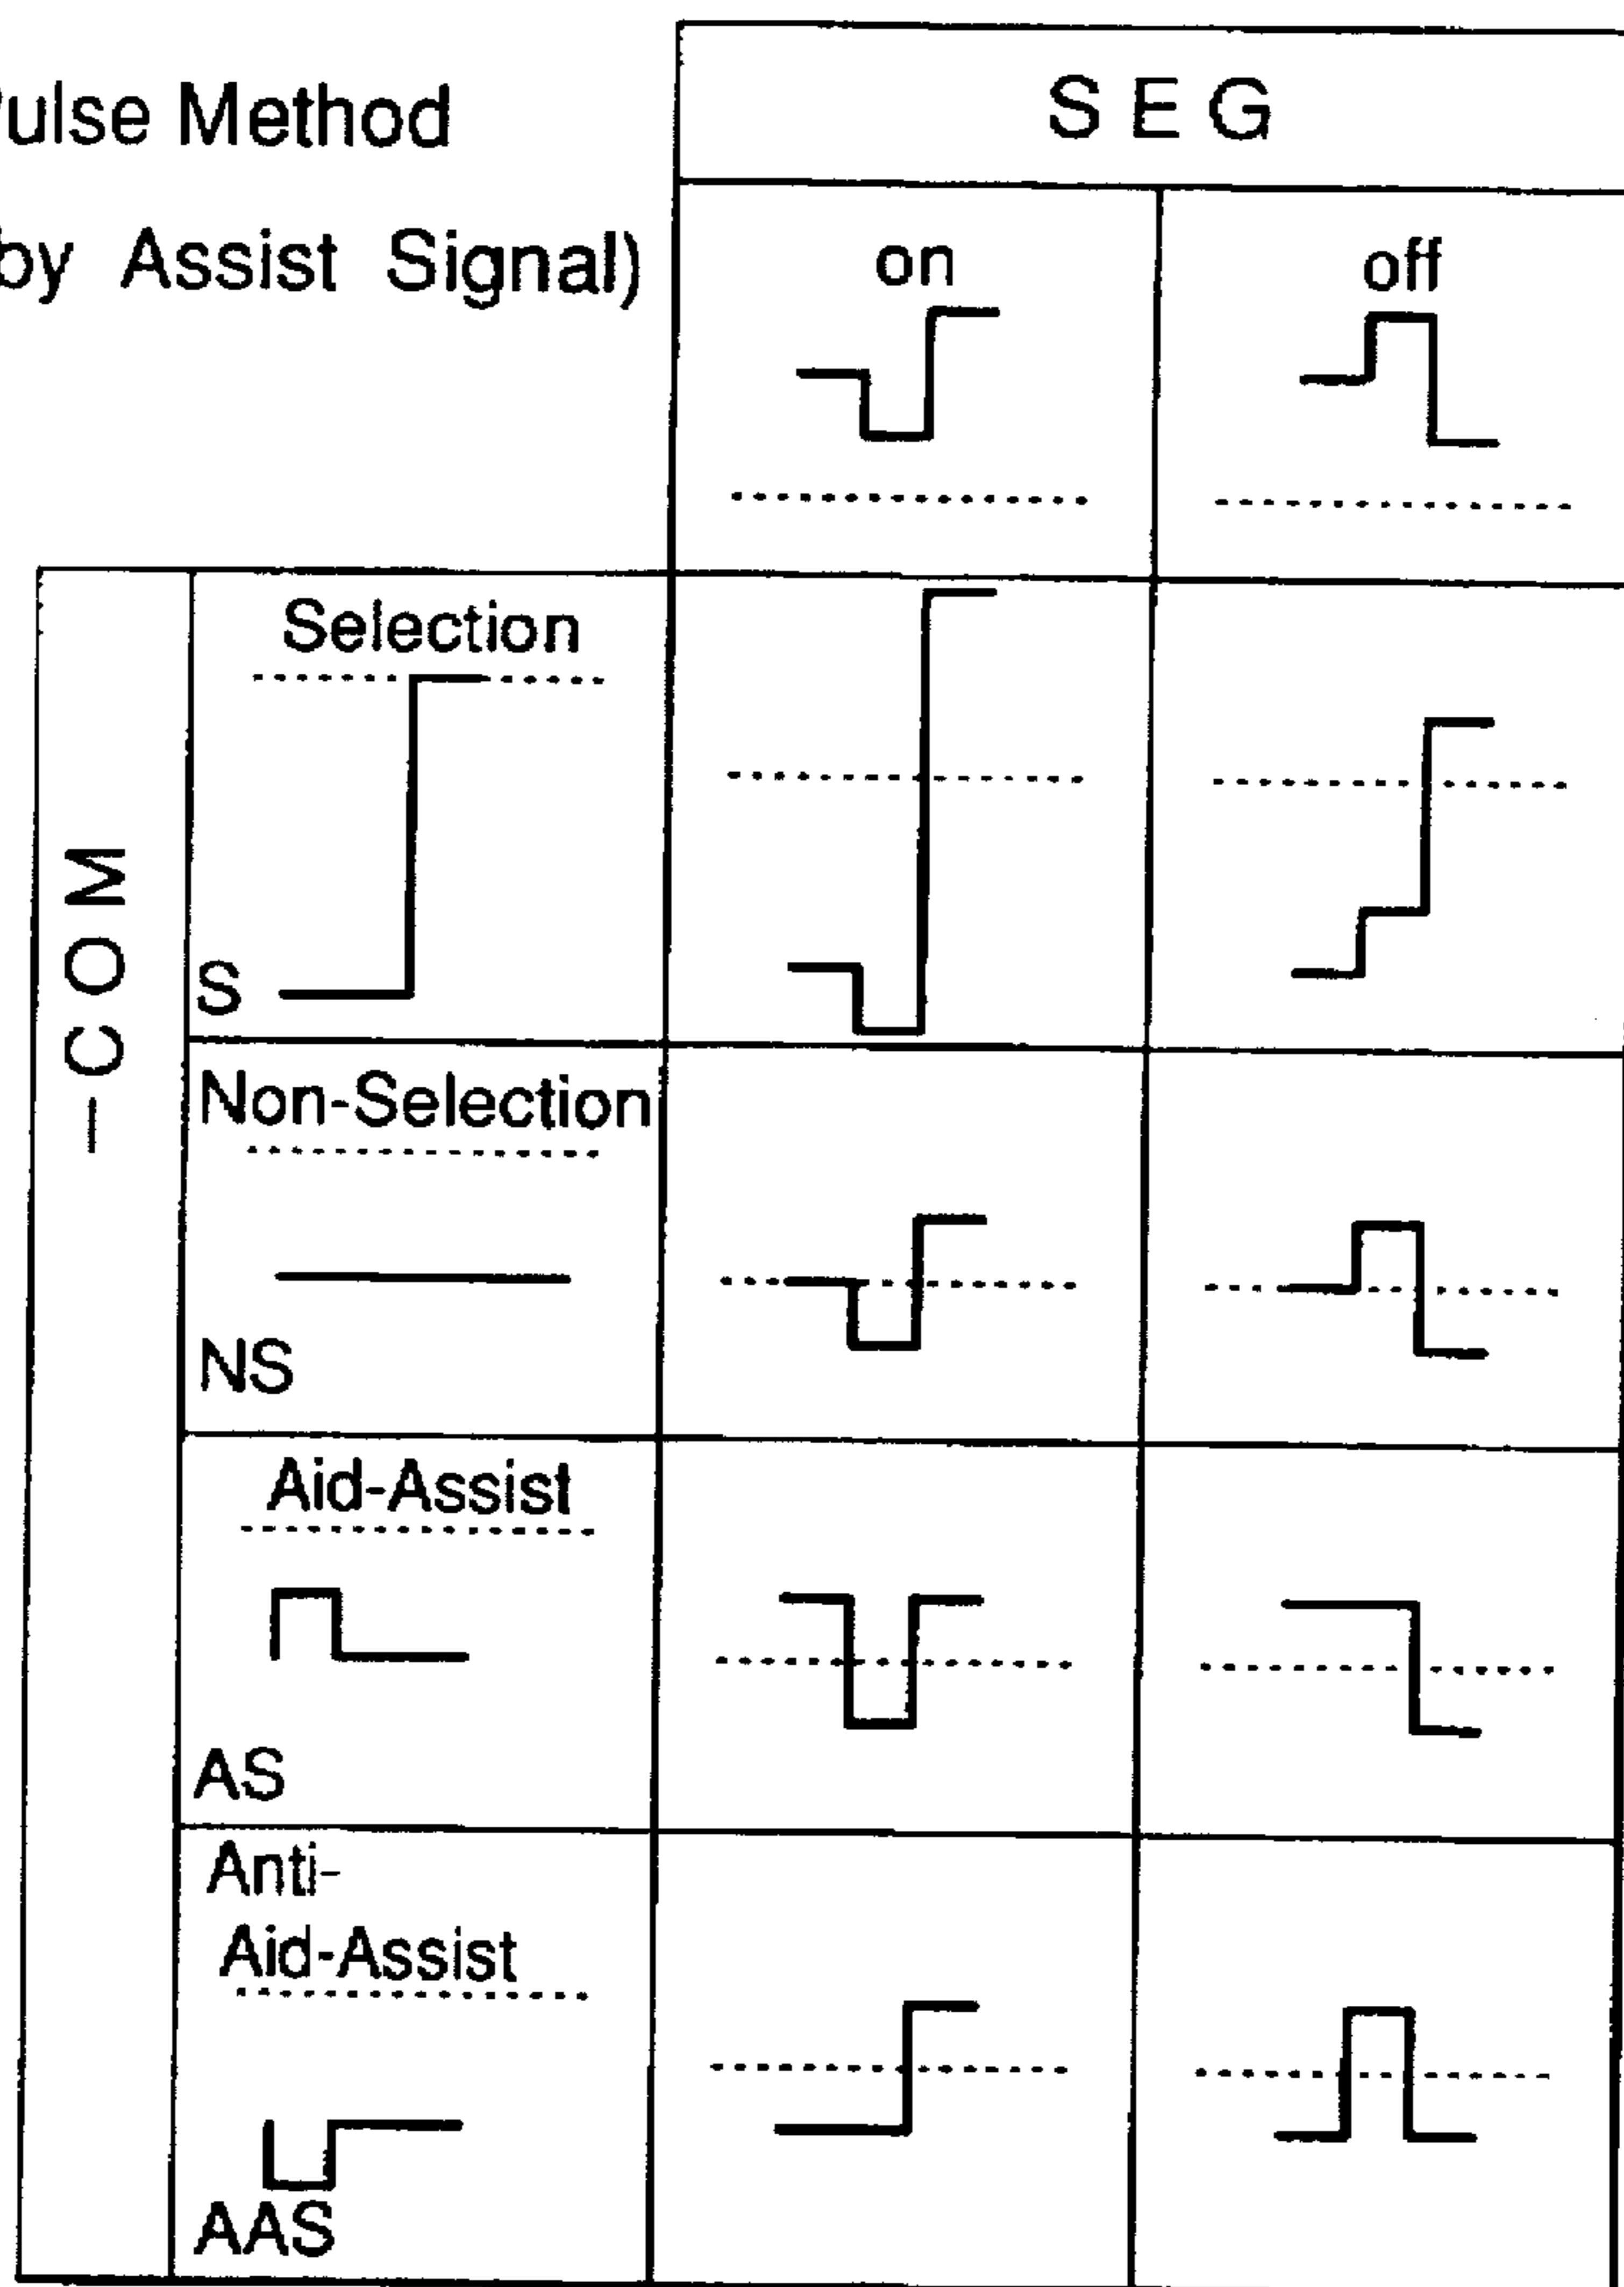 ulse Method
by Assist Signal)
S E G
on
off
-COM
Selection
S
Non-Selection
NS
Aid-Assist
AS
Anti-
Aid-Assist
AAS